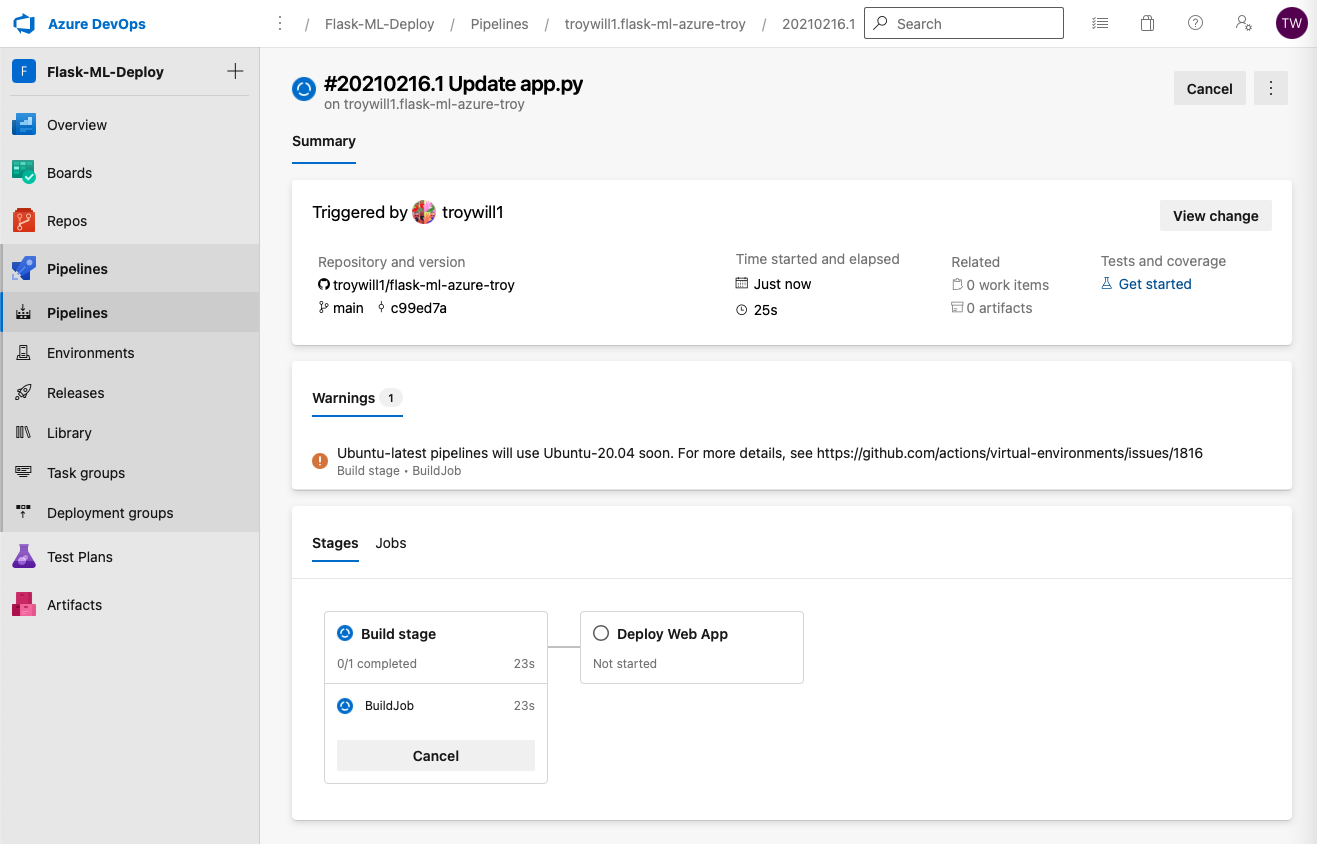 Azure DevOps
⋮ / Flask-ML-Deploy / Pipelines / troywill1.flask-ml-azure-troy / 20210216.1
Search
TW
F Flask-ML-Deploy
Overview
Boards
Repos
Pipelines
Pipelines
Environments
Releases
Library
Task groups
Deployment groups
Test Plans
Artifacts
#20210216.1 Update app.py
on troywill1.flask-ml-azure-troy
Cancel
Summary
Triggered by troywill1
View change
Repository and version
troywill1/flask-ml-azure-troy
main c99ed7a
Time started and elapsed
Just now
25s
Related
0 work items
0 artifacts
Tests and coverage
Get started
Warnings 1
Ubuntu-latest pipelines will use Ubuntu-20.04 soon. For more details, see https://github.com/actions/virtual-environments/issues/1816
Build stage • BuildJob
Stages Jobs
Build stage
0/1 completed 23s
BuildJob 23s
Cancel
Deploy Web App
Not started